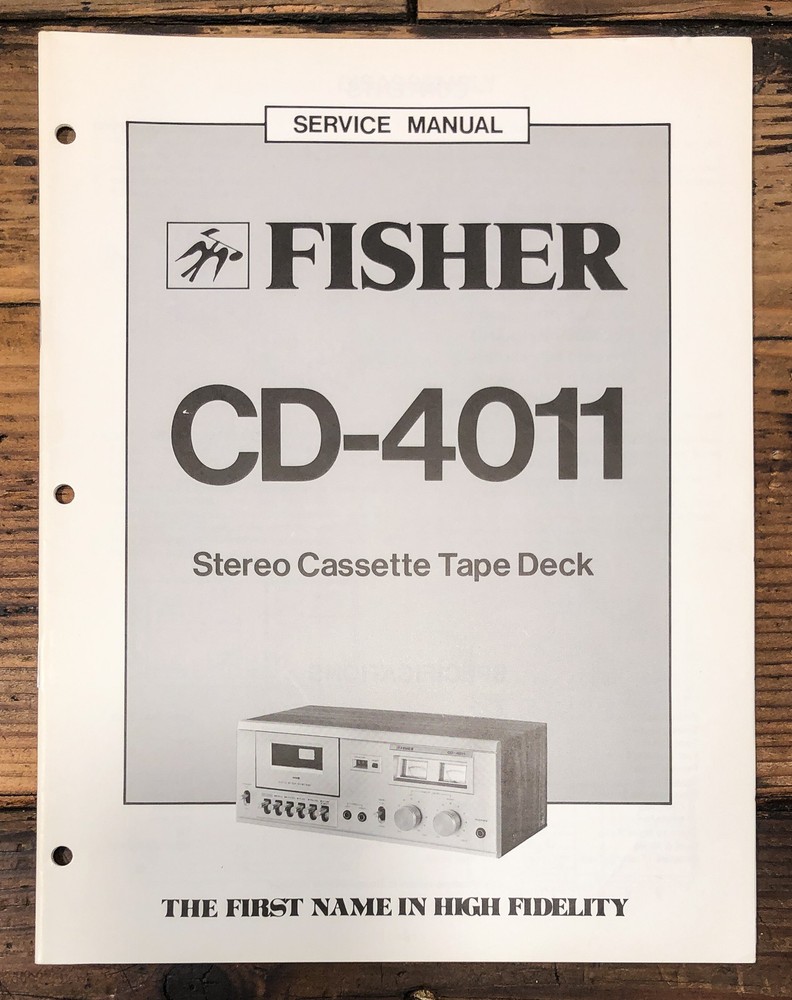 SERVICE MANUAL
FISHER
CD-4011
Stereo Cassette Tape Deck
THE FIRST NAME IN HIGH FIDELITY